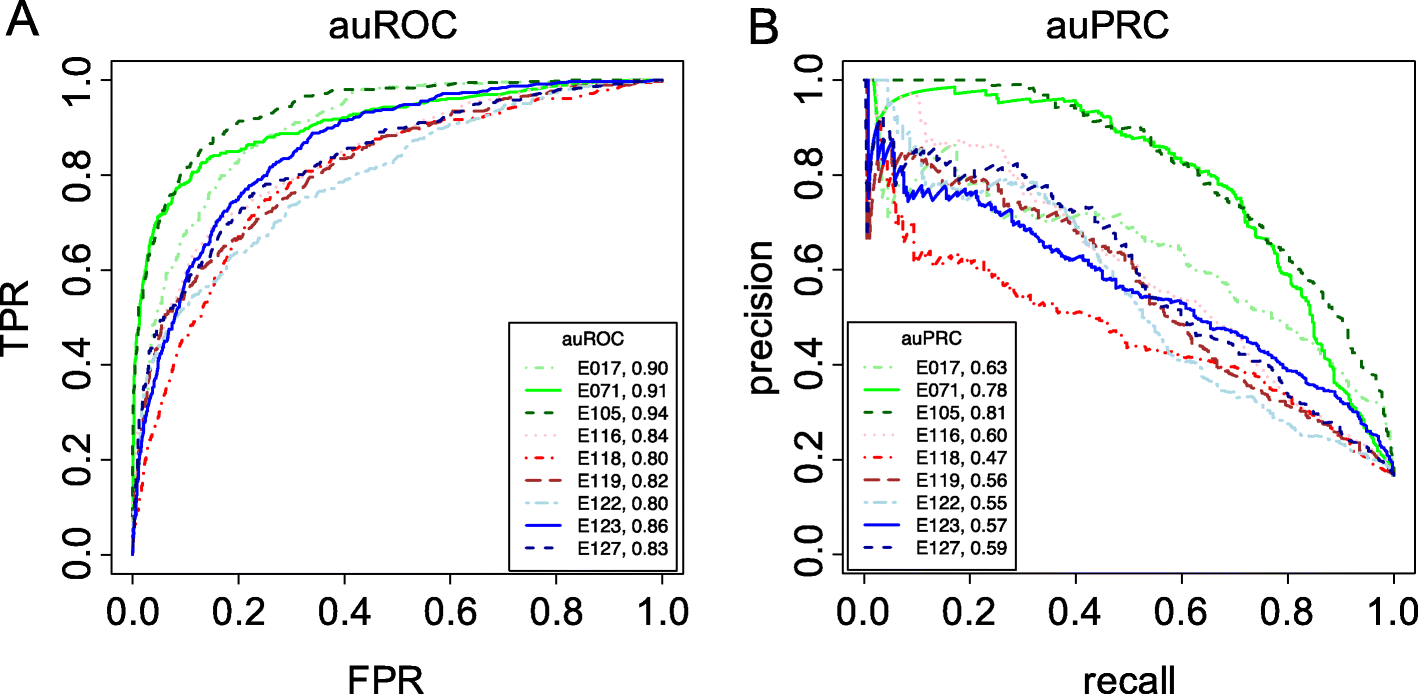 A
auROC
TPR
1.0
0.8
0.6
0.4
0.2
0.0
auROC
E017, 0.90
E071, 0.91
E105, 0.94
E116, 0.84
E118, 0.80
E119, 0.82
E122, 0.80
E123, 0.86
E127, 0.83
0.0 0.2 0.4 0.6 0.8 1.0
FPR
B
auPRC
precision
1.0
0.8
0.6
0.4
0.2
0.0
auPRC
E017, 0.63
E071, 0.78
E105, 0.81
E116, 0.60
E118, 0.47
E119, 0.56
E122, 0.55
E123, 0.57
E127, 0.59
0.0 0.2 0.4 0.6 0.8 1.0
recall